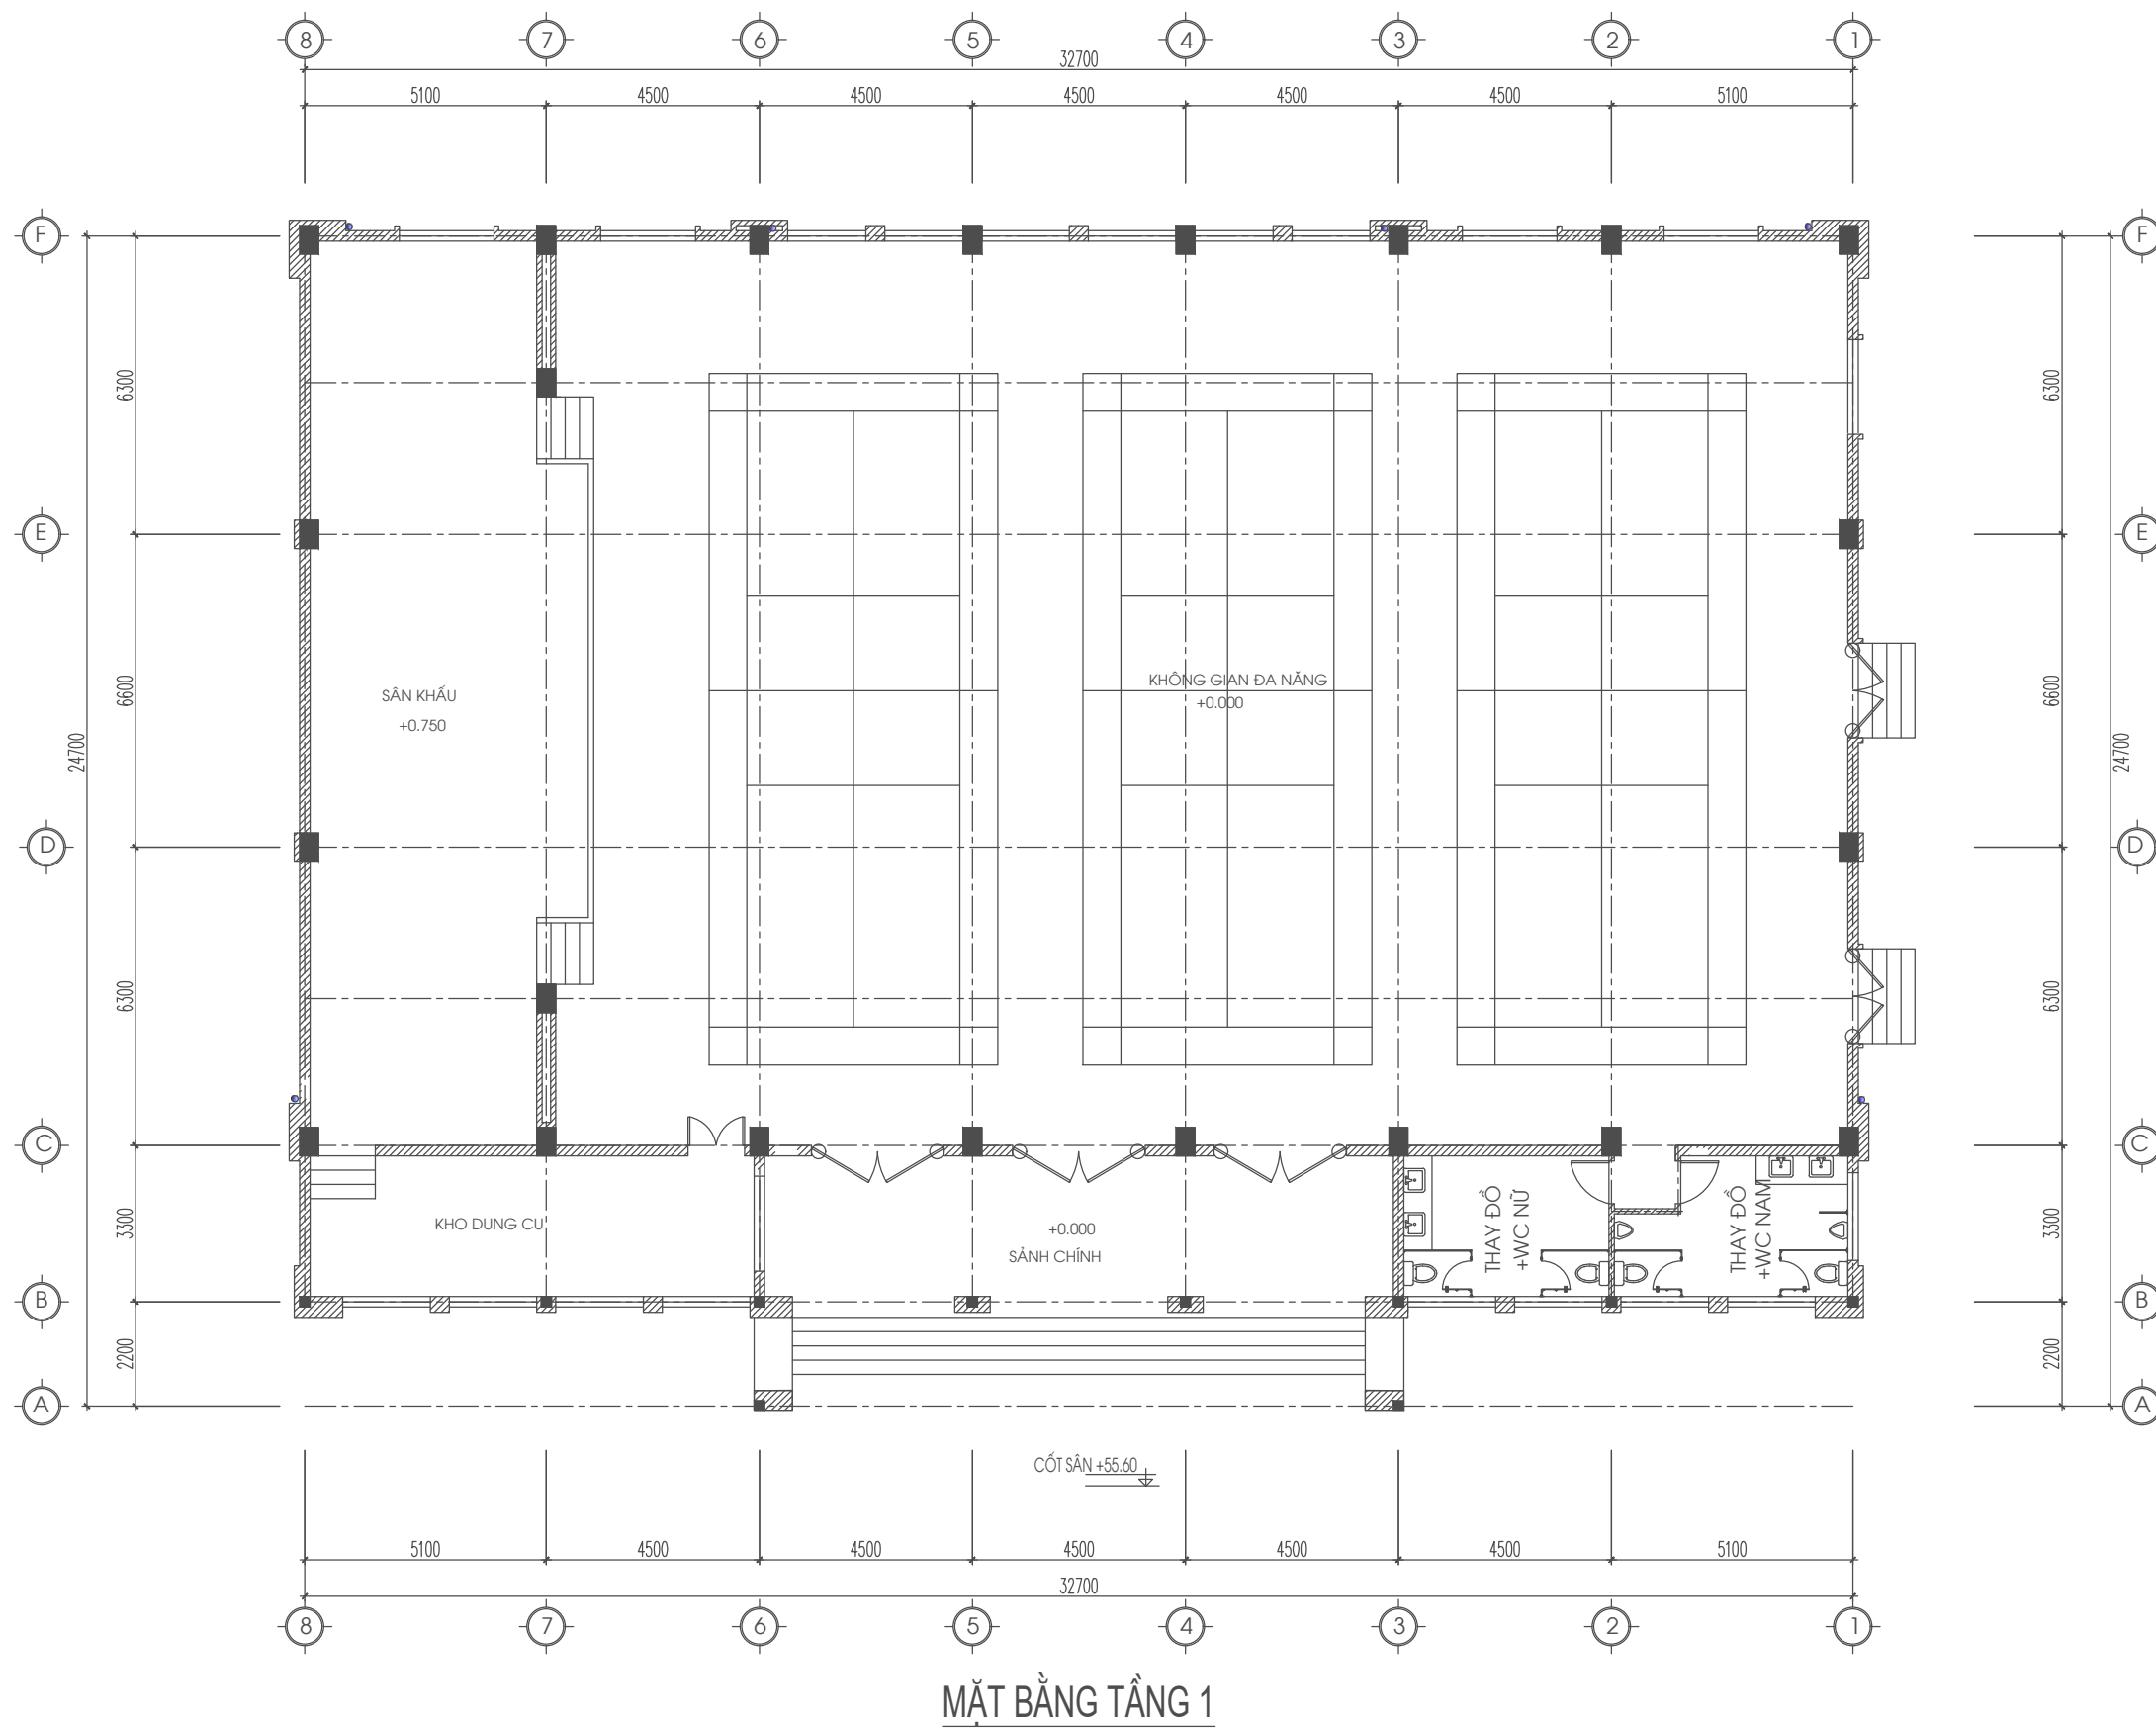 8 7 6 5 4 3 2 1
32700
5100 4500 4500 4500 4500 4500 5100
F F
6300 6300
E E
6600 6600
SÂN KHẤU
+0.750
KHÔNG GIAN ĐA NĂNG
+0.000
24700 24700
D D
6300 6300
C C
3300 3300
KHO DUNG CU
+0.000
SẢNH CHÍNH
THAY ĐỒ
+WC NỮ
THAY ĐỒ
+WC NAM
B B
2200 2200
A A
CỐT SÂN +55.60
5100 4500 4500 4500 4500 4500 5100
32700
8 7 6 5 4 3 2 1
MẶT BẰNG TẦNG 1